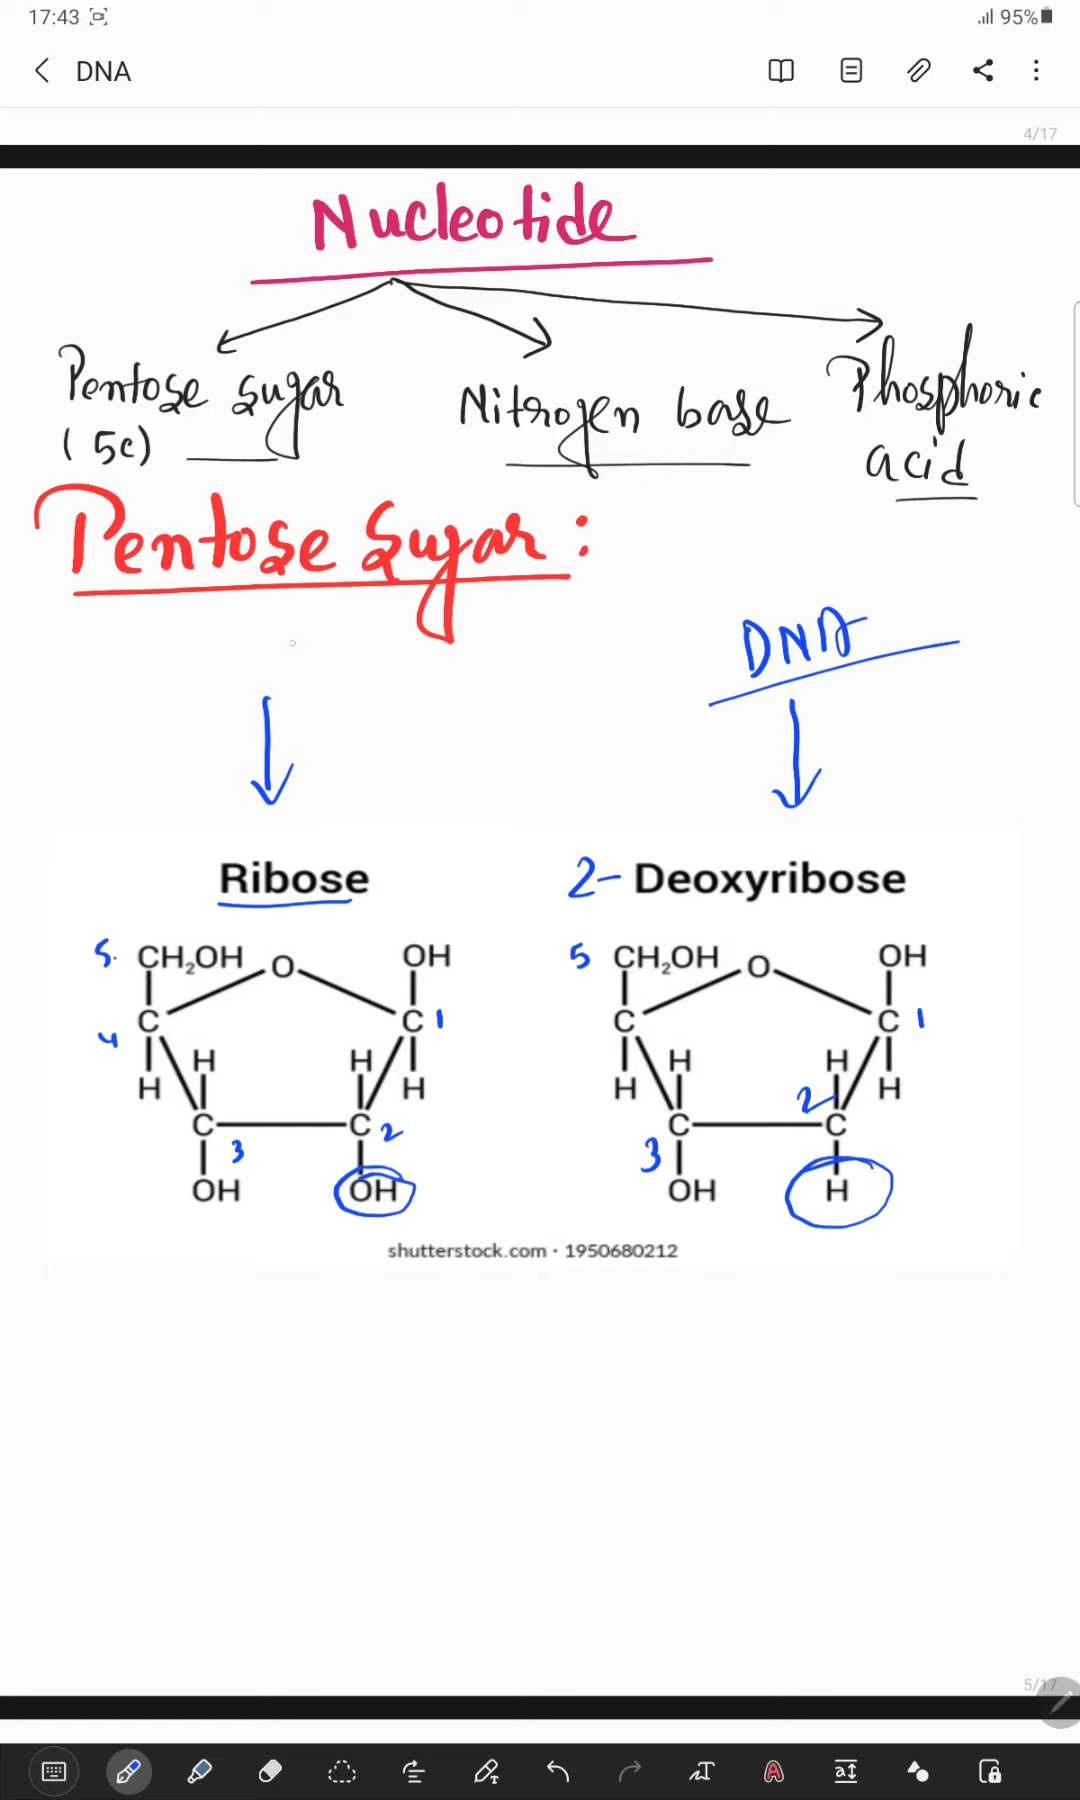 17:43 95%
DNA
4/17
Nucleotide
Pentose sugar Nitrogen base Phosphoric
(5c) acid
Pentose Sugar :
DNA
Ribose 2- Deoxyribose
5. CH₂OH O OH 5 CH₂OH O OH
C C 1 C C 1
4 H H H H H H H H
C 3 C 2 3 C 2 C
OH OH OH H
shutterstock.com · 1950680212
5/17